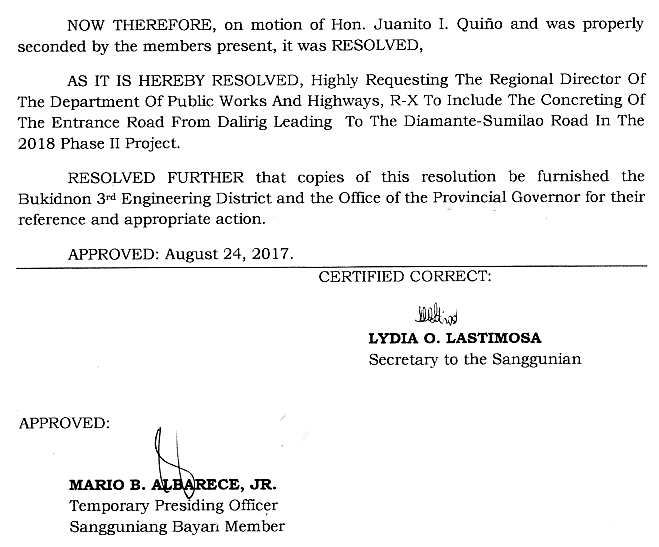 NOW THEREFORE, on motion of Hon. Juanito I. Quiño and was properly
seconded by the members present, it was RESOLVED,
AS IT IS HEREBY RESOLVED, Highly Requesting The Regional Director Of
The Department Of Public Works And Highways, R-X To Include The Concreting Of
The Entrance Road From Dalirig Leading To The Diamante-Sumilao Road In The
2018 Phase II Project.
RESOLVED FURTHER that copies of this resolution be furnished the
Bukidnon 3rd Engineering District and the Office of the Provincial Governor for their
reference and appropriate action.
APPROVED: August 24, 2017.
CERTIFIED CORRECT:
LYDIA O. LASTIMOSA
Secretary to the Sanggunian
APPROVED:
MARIO B. ALBARECE, JR.
Temporary Presiding Officer
Sangguniang Bayan Member